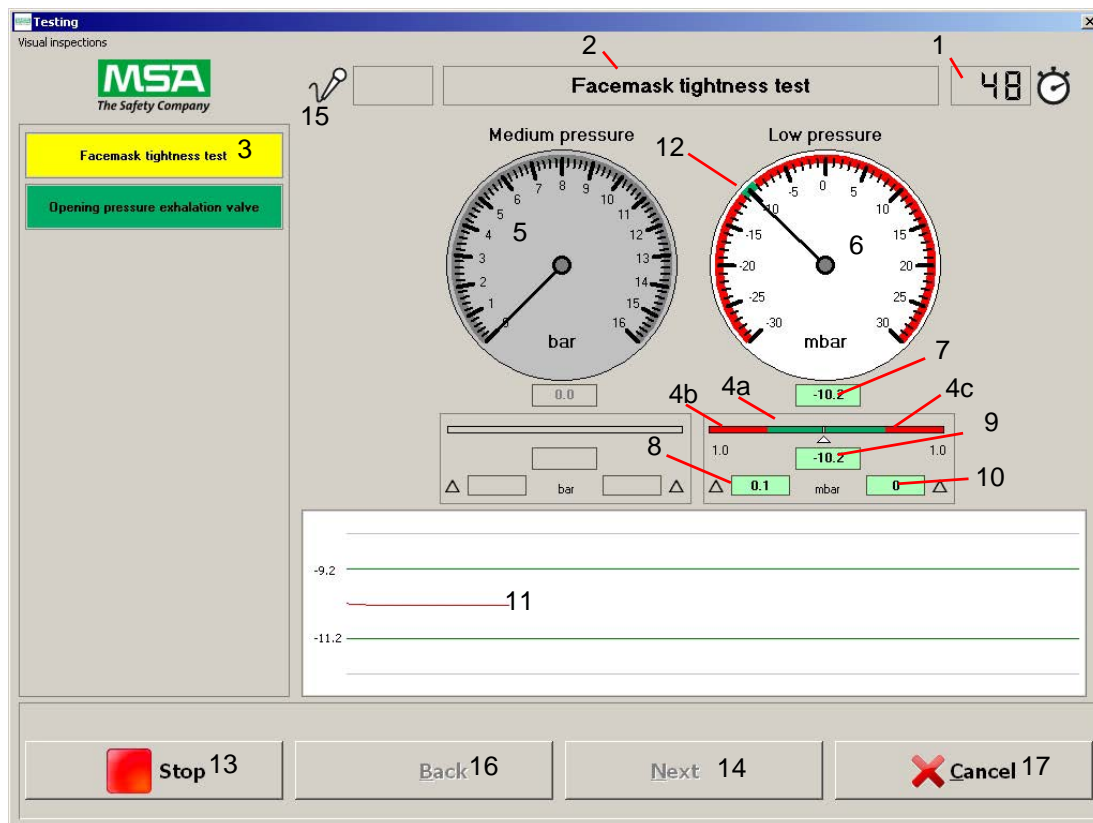 Testing
Visual inspections
MSA
The Safety Company
15
2
Facemask tightness test
1
48
Facemask tightness test 3
Opening pressure exhalation valve
Medium pressure
0 1 2 3 4 5 6 7 8 9 10 11 12 13 14 15 16
5
bar
0.0
Low pressure
12
-30 -25 -20 -15 -10 -5 0 5 10 15 20 25 30
6
mbar
7
-10.2
4b 4a 4c
1.0 1.0
9
-10.2
8
bar
0.1 mbar 0
10
-9.2
11
-11.2
Stop 13
Back 16
Next 14
Cancel 17